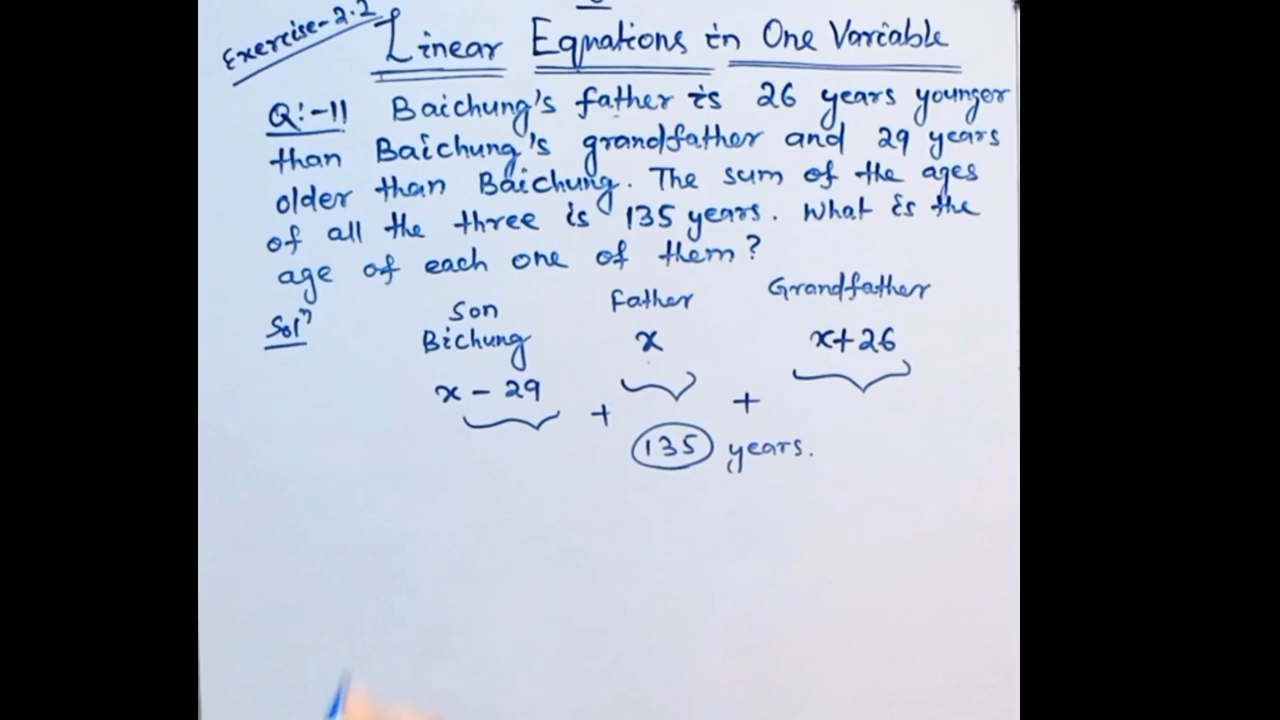 Exercise-2.2
Linear Equations in One Variable
Q:-11 Baichung's father is 26 years younger
than Baichung's grandfather and 29 years
older than Baichung. The sum of the ages
of all the three is 135 years. What is the
age of each one of them?
Solⁿ Son Father Grandfather
Bichung x x+26
x - 29
+ +
135 years.